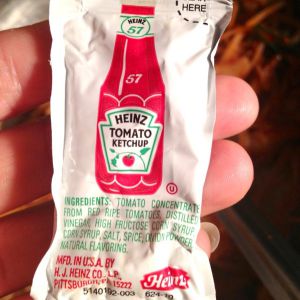 HERE
HEINZ
57
57
HEINZ
TOMATO
KETCHUP
U
INGREDIENTS: TOMATO CONCENTRATE
FROM RED RIPE TOMATOES, DISTILLED
VINEGAR, HIGH FRUCTOSE CORN SYRUP,
CORN SYRUP, SALT, SPICE, ONION POWDER,
NATURAL FLAVORING.
MFD. IN U.S.A. BY
H. J. HEINZ CO., L.P.
PITTSBURGH, PA 15222
Heinz